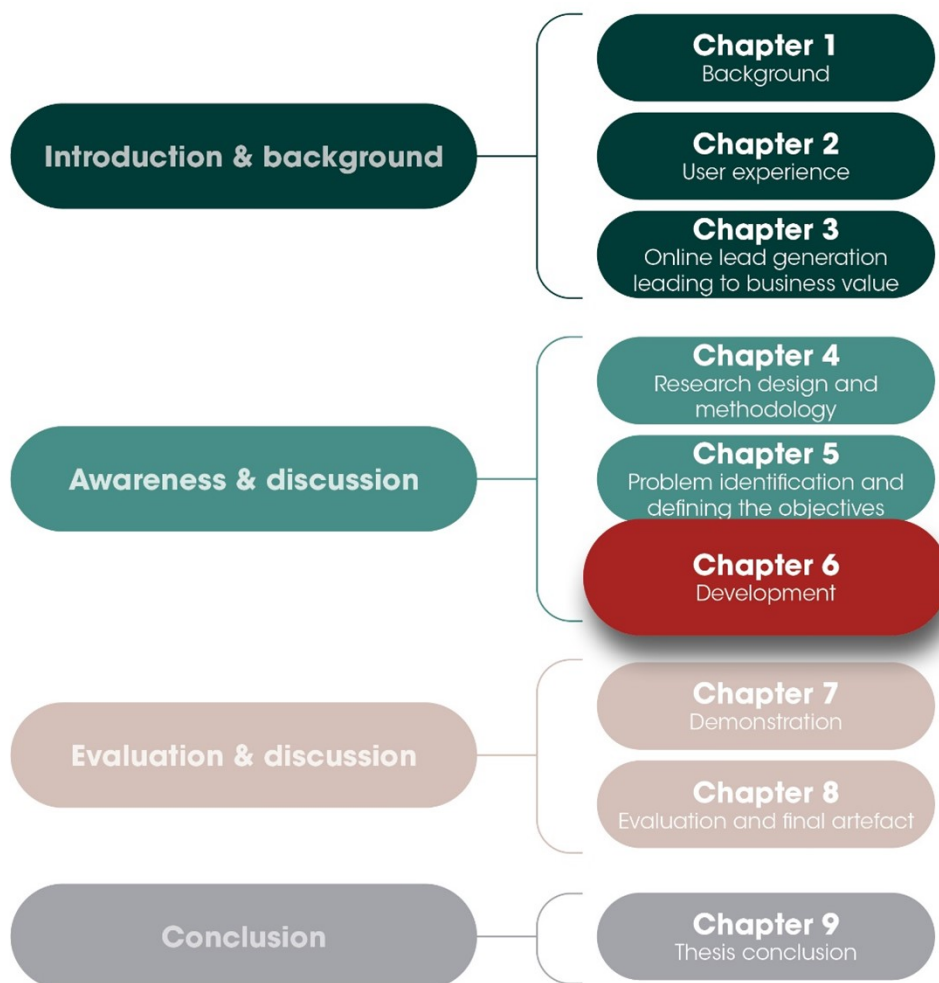 Introduction & background
Chapter 1
Background
Chapter 2
User experience
Chapter 3
Online lead generation
leading to business value
Awareness & discussion
Chapter 4
Research design and
methodology
Chapter 5
Problem identification and
defining the objectives
Chapter 6
Development
Evaluation & discussion
Chapter 7
Demonstration
Chapter 8
Evaluation and final artefact
Conclusion
Chapter 9
Thesis conclusion